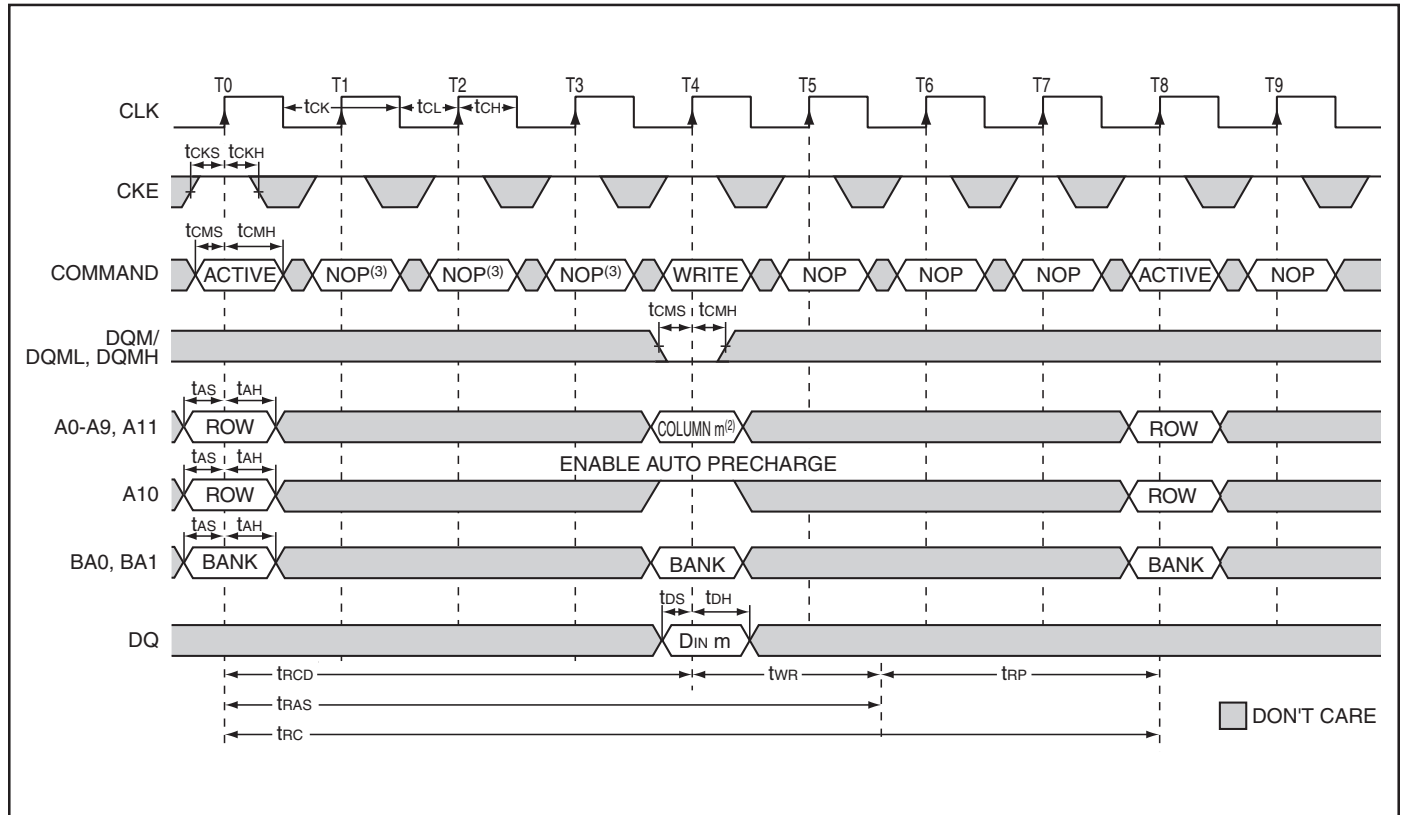 T0 T1 T2 T3 T4 T5 T6 T7 T8 T9
CLK tCK tCL tCH
tCKS tCKH
CKE
tCMS tCMH
COMMAND ACTIVE NOP(3) NOP(3) NOP(3) WRITE NOP NOP NOP ACTIVE NOP
tCMS tCMH
DQM/
DQML, DQMH
tAS tAH
A0-A9, A11 ROW COLUMN m(2) ROW
tAS tAH ENABLE AUTO PRECHARGE
A10 ROW ROW
tAS tAH
BA0, BA1 BANK BANK BANK
tDS tDH
DQ DIN m
tRCD tWR tRP
tRAS
DON'T CARE
tRC